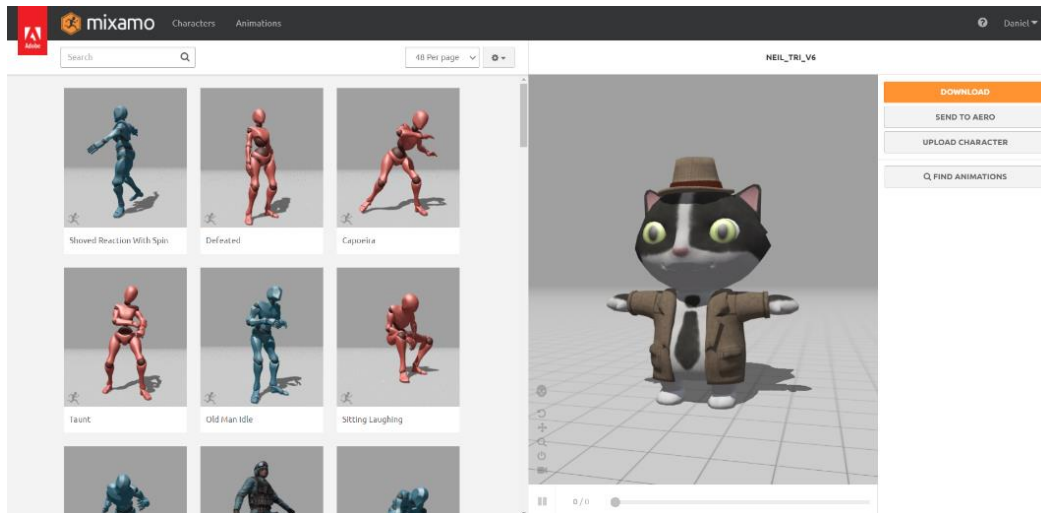 mixamo Characters Animations Daniel
Adobe
Search 48 Per page
NEIL_TRI_V6
DOWNLOAD
SEND TO AERO
UPLOAD CHARACTER
FIND ANIMATIONS
Shoved Reaction With Spin Defeated Capoeira
Taunt Old Man Idle Sitting Laughing
0 / 0